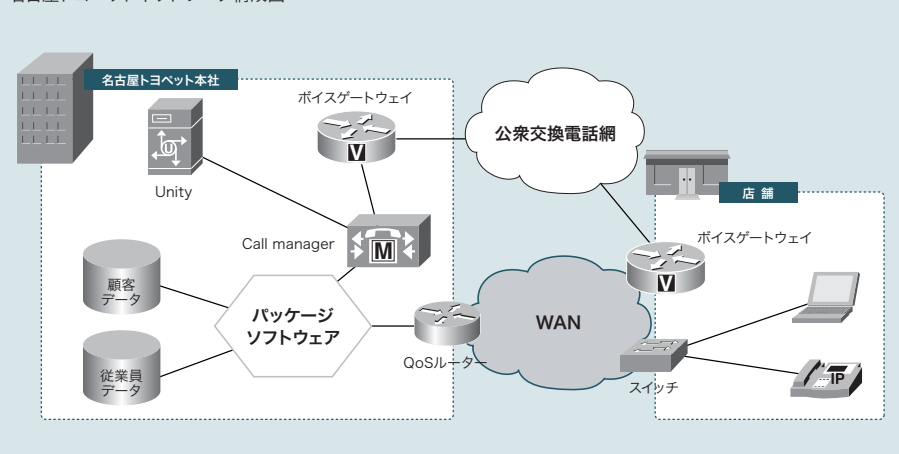 名古屋トヨペット本社
ボイスゲートウェイ
V
公衆交換電話網
U
Unity
店 舗
Call manager
M
ボイスゲートウェイ
V
顧客
データ
パッケージ
ソフトウェア
WAN
QoSルーター
従業員
データ
スイッチ
IP